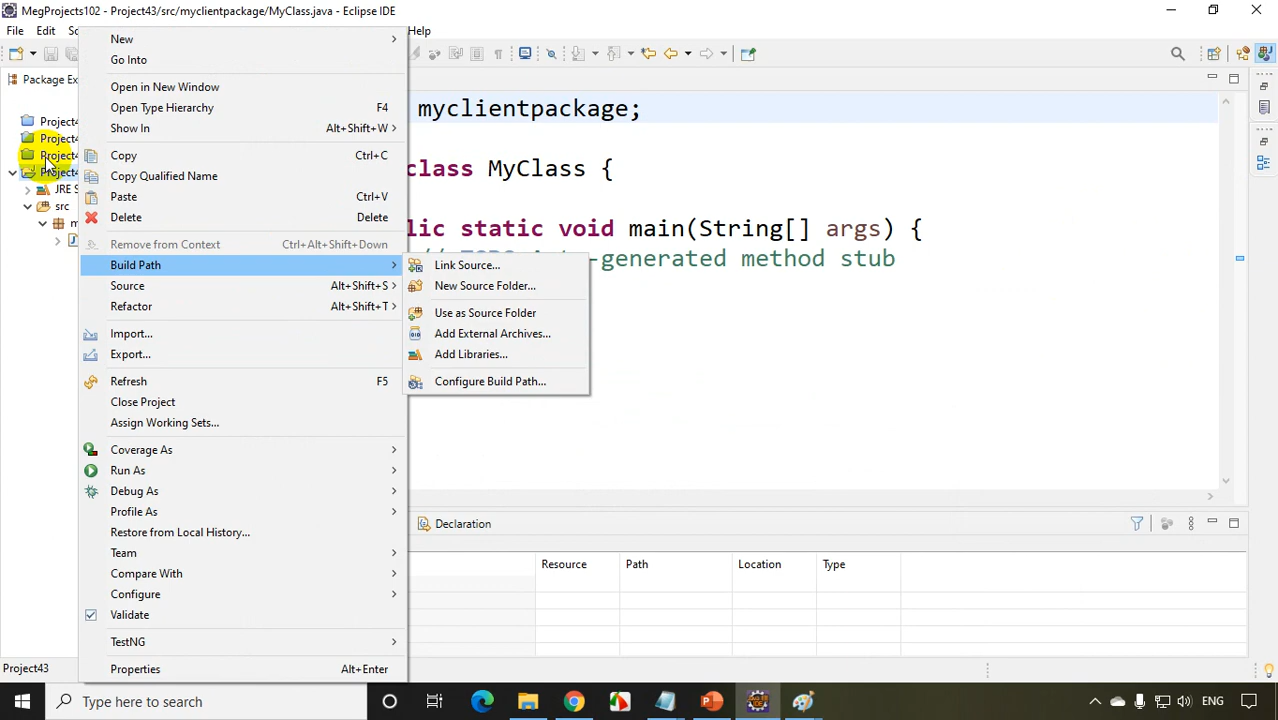 MegProjects102 - Project43/src/myclientpackage/MyClass.java - Eclipse IDE
File Edit Help
Package Ex
Project4
Project4
Project4
Project4
JRE S
src
New
Go Into
Open in New Window
Open Type Hierarchy F4
Show In Alt+Shift+W
Copy Ctrl+C
Copy Qualified Name
Paste Ctrl+V
Delete Delete
Remove from Context Ctrl+Alt+Shift+Down
Build Path
Source Alt+Shift+S
Refactor Alt+Shift+T
Import...
Export...
Refresh F5
Close Project
Assign Working Sets...
Coverage As
Run As
Debug As
Profile As
Restore from Local History...
Team
Compare With
Configure
Validate
TestNG
Properties Alt+Enter
Link Source...
New Source Folder...
Use as Source Folder
Add External Archives...
Add Libraries...
Configure Build Path...
myclientpackage;
class MyClass {
lic static void main(String[] args) {
-generated method stub
Declaration
Resource Path Location Type
Project43
Type here to search
ENG